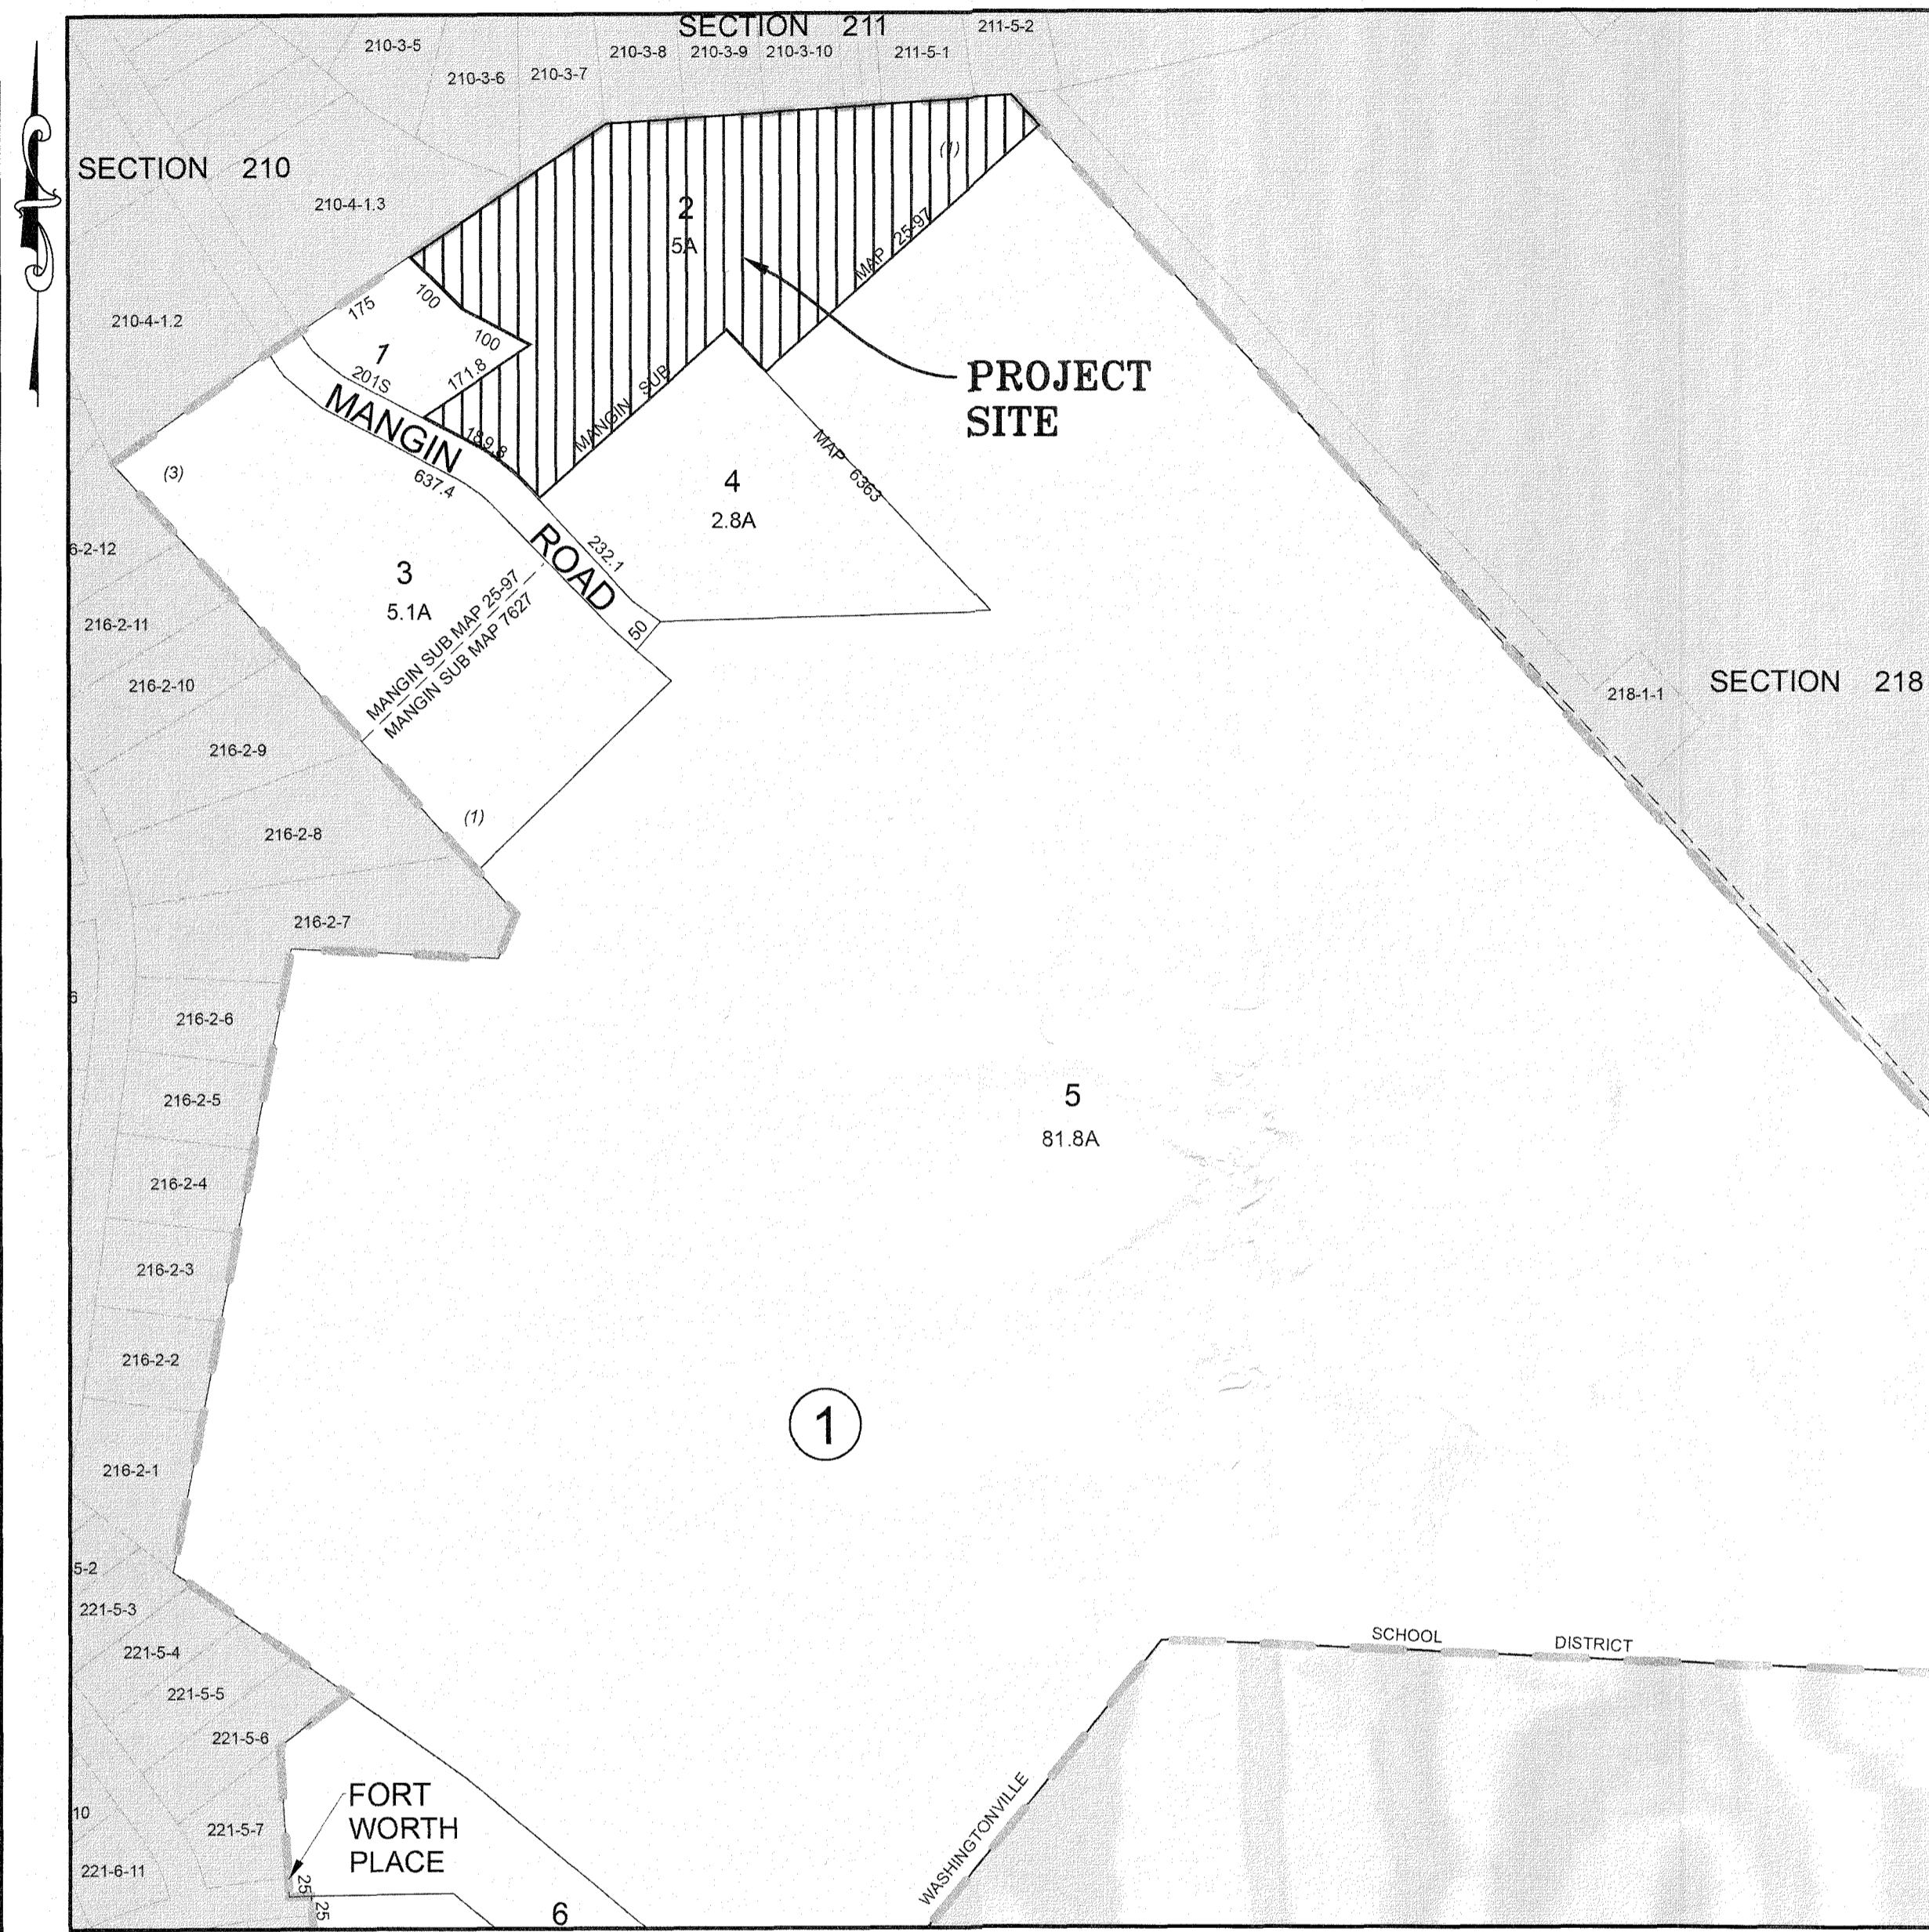 SECTION 211
211-5-2
210-3-5
210-3-8
210-3-9
210-3-10
211-5-1
210-3-6
210-3-7
(1)
SECTION 210
210-4-1.3
2
5A
MAP 25-97
175
100
100
210-4-1.2
1
201S
171.8
PROJECT
SITE
MANGIN SUB
MANGIN
189.8
637.4
(3)
MAP 6363
4
2.8A
6-2-12
ROAD
232.1
3
5.1A
MANGIN SUB MAP 25-97
MANGIN SUB MAP 7627
50
216-2-11
216-2-10
218-1-1
SECTION 218
216-2-9
(1)
216-2-8
216-2-7
6
216-2-6
216-2-5
5
81.8A
216-2-4
216-2-3
216-2-2
1
216-2-1
5-2
221-5-3
SCHOOL DISTRICT
221-5-4
221-5-5
221-5-6
WASHINGTONVILLE
FORT
WORTH
PLACE
10
221-5-7
221-6-11
25
25
6